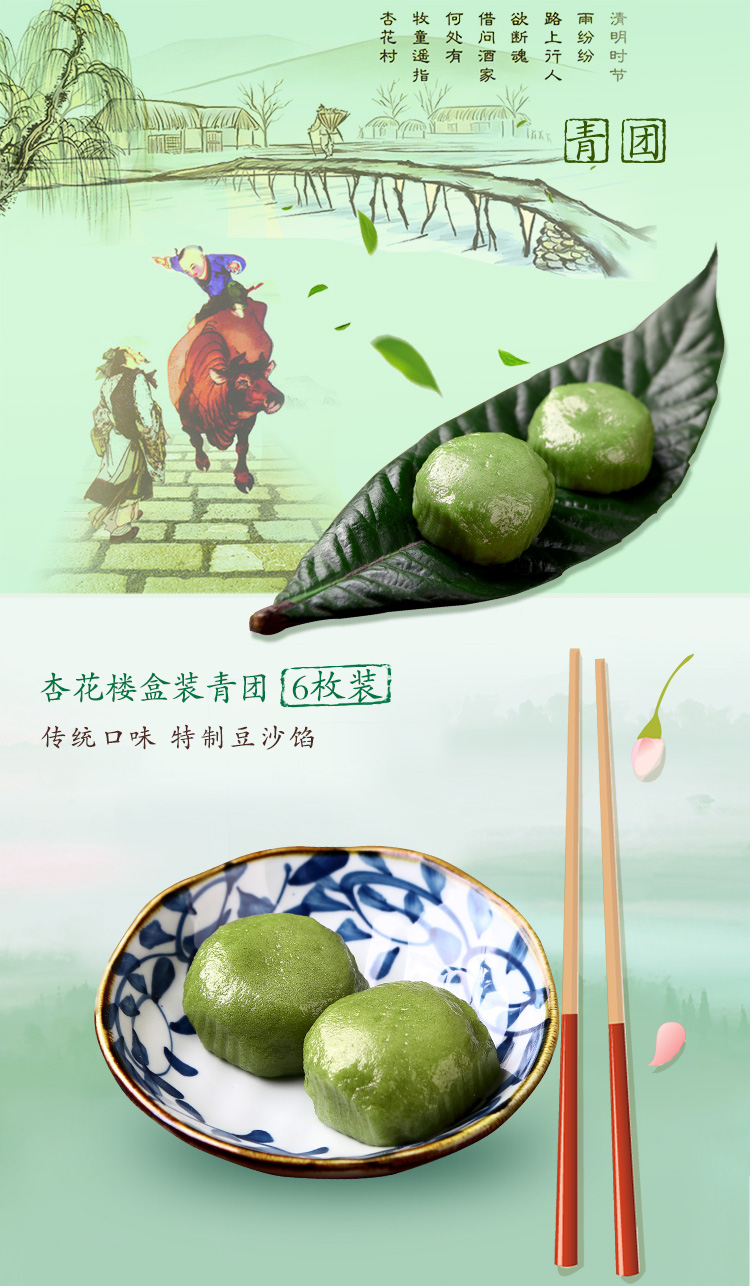 清明时节
雨纷纷
路上行人
欲断魂
借问酒家
何处有
牧童遥指
杏花村
青团
杏花楼盒装青团 6枚装
传统口味 特制豆沙馅